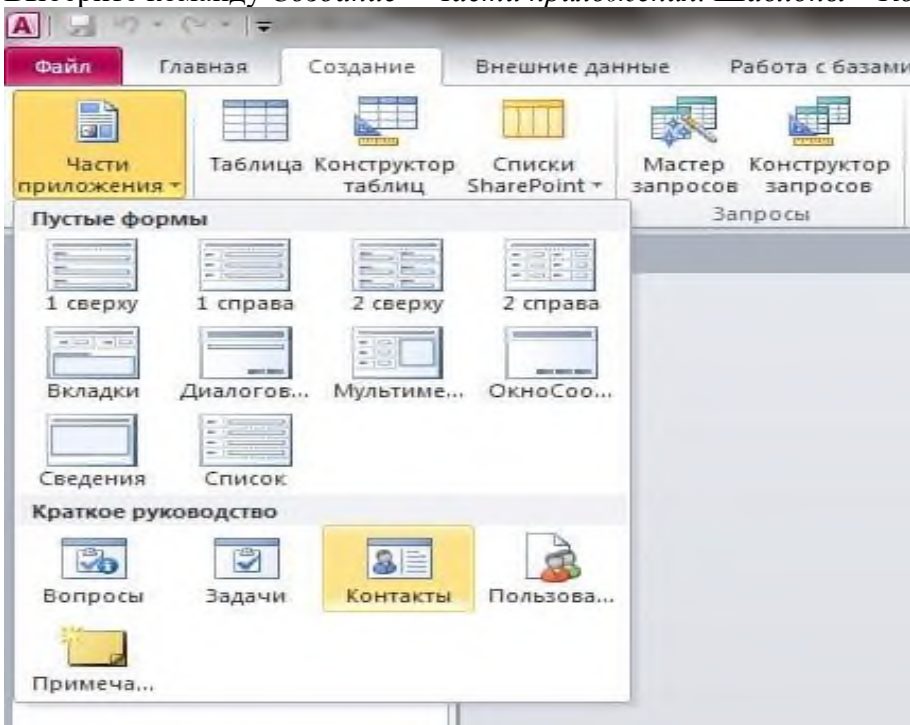 A
Файл Главная Создание Внешние данные Работа с базами
Части приложения
Таблица
Конструктор таблиц
Списки SharePoint
Мастер запросов
Конструктор запросов
Запросы
Пустые формы
1 сверху 1 справа 2 сверху 2 справа
Вкладки Диалогов... Мультиме... ОкноСоо...
Сведения Список
Краткое руководство
Вопросы Задачи Контакты Пользова...
Примеча...